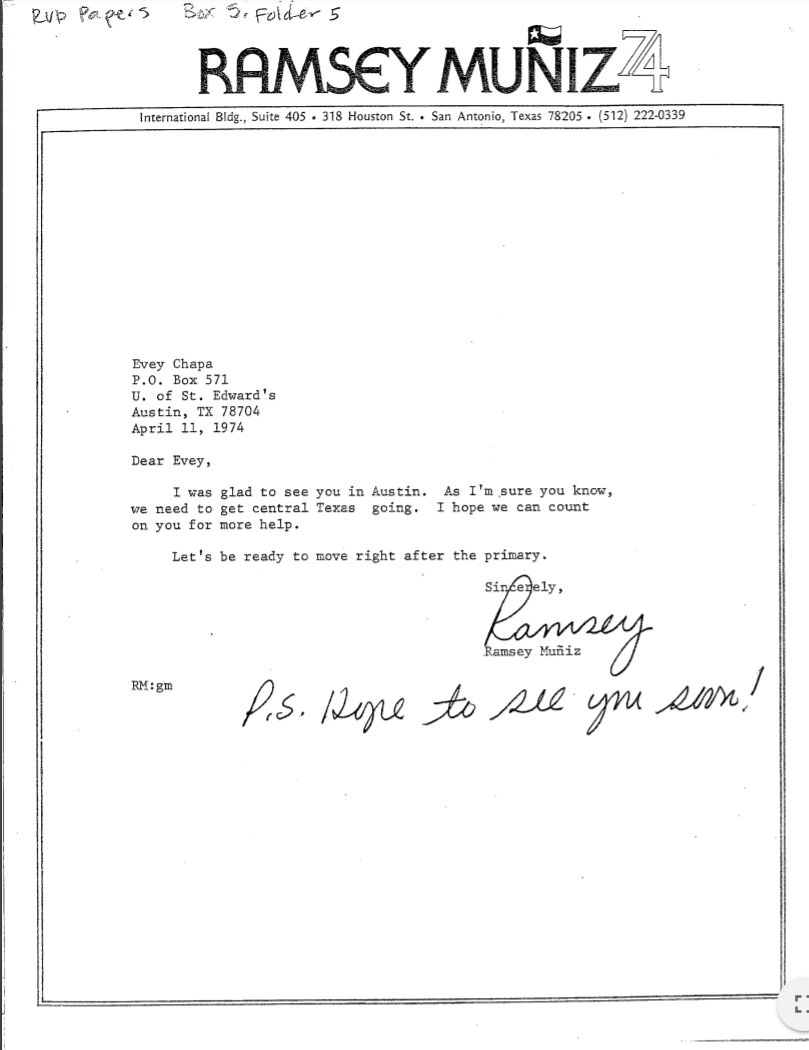 RUP Papers Box 5, Folder 5
RAMSEY MUÑIZ 74
International Bldg., Suite 405 • 318 Houston St. • San Antonio, Texas 78205 • (512) 222-0339
Evey Chapa
P.O. Box 571
U. of St. Edward's
Austin, TX 78704
April 11, 1974
Dear Evey,
I was glad to see you in Austin. As I'm sure you know,
we need to get central Texas going. I hope we can count
on you for more help.
Let's be ready to move right after the primary.
Sincerely,
Ramsey
Ramsey Muñiz
RM:gm
P.S. Hope to see you soon!